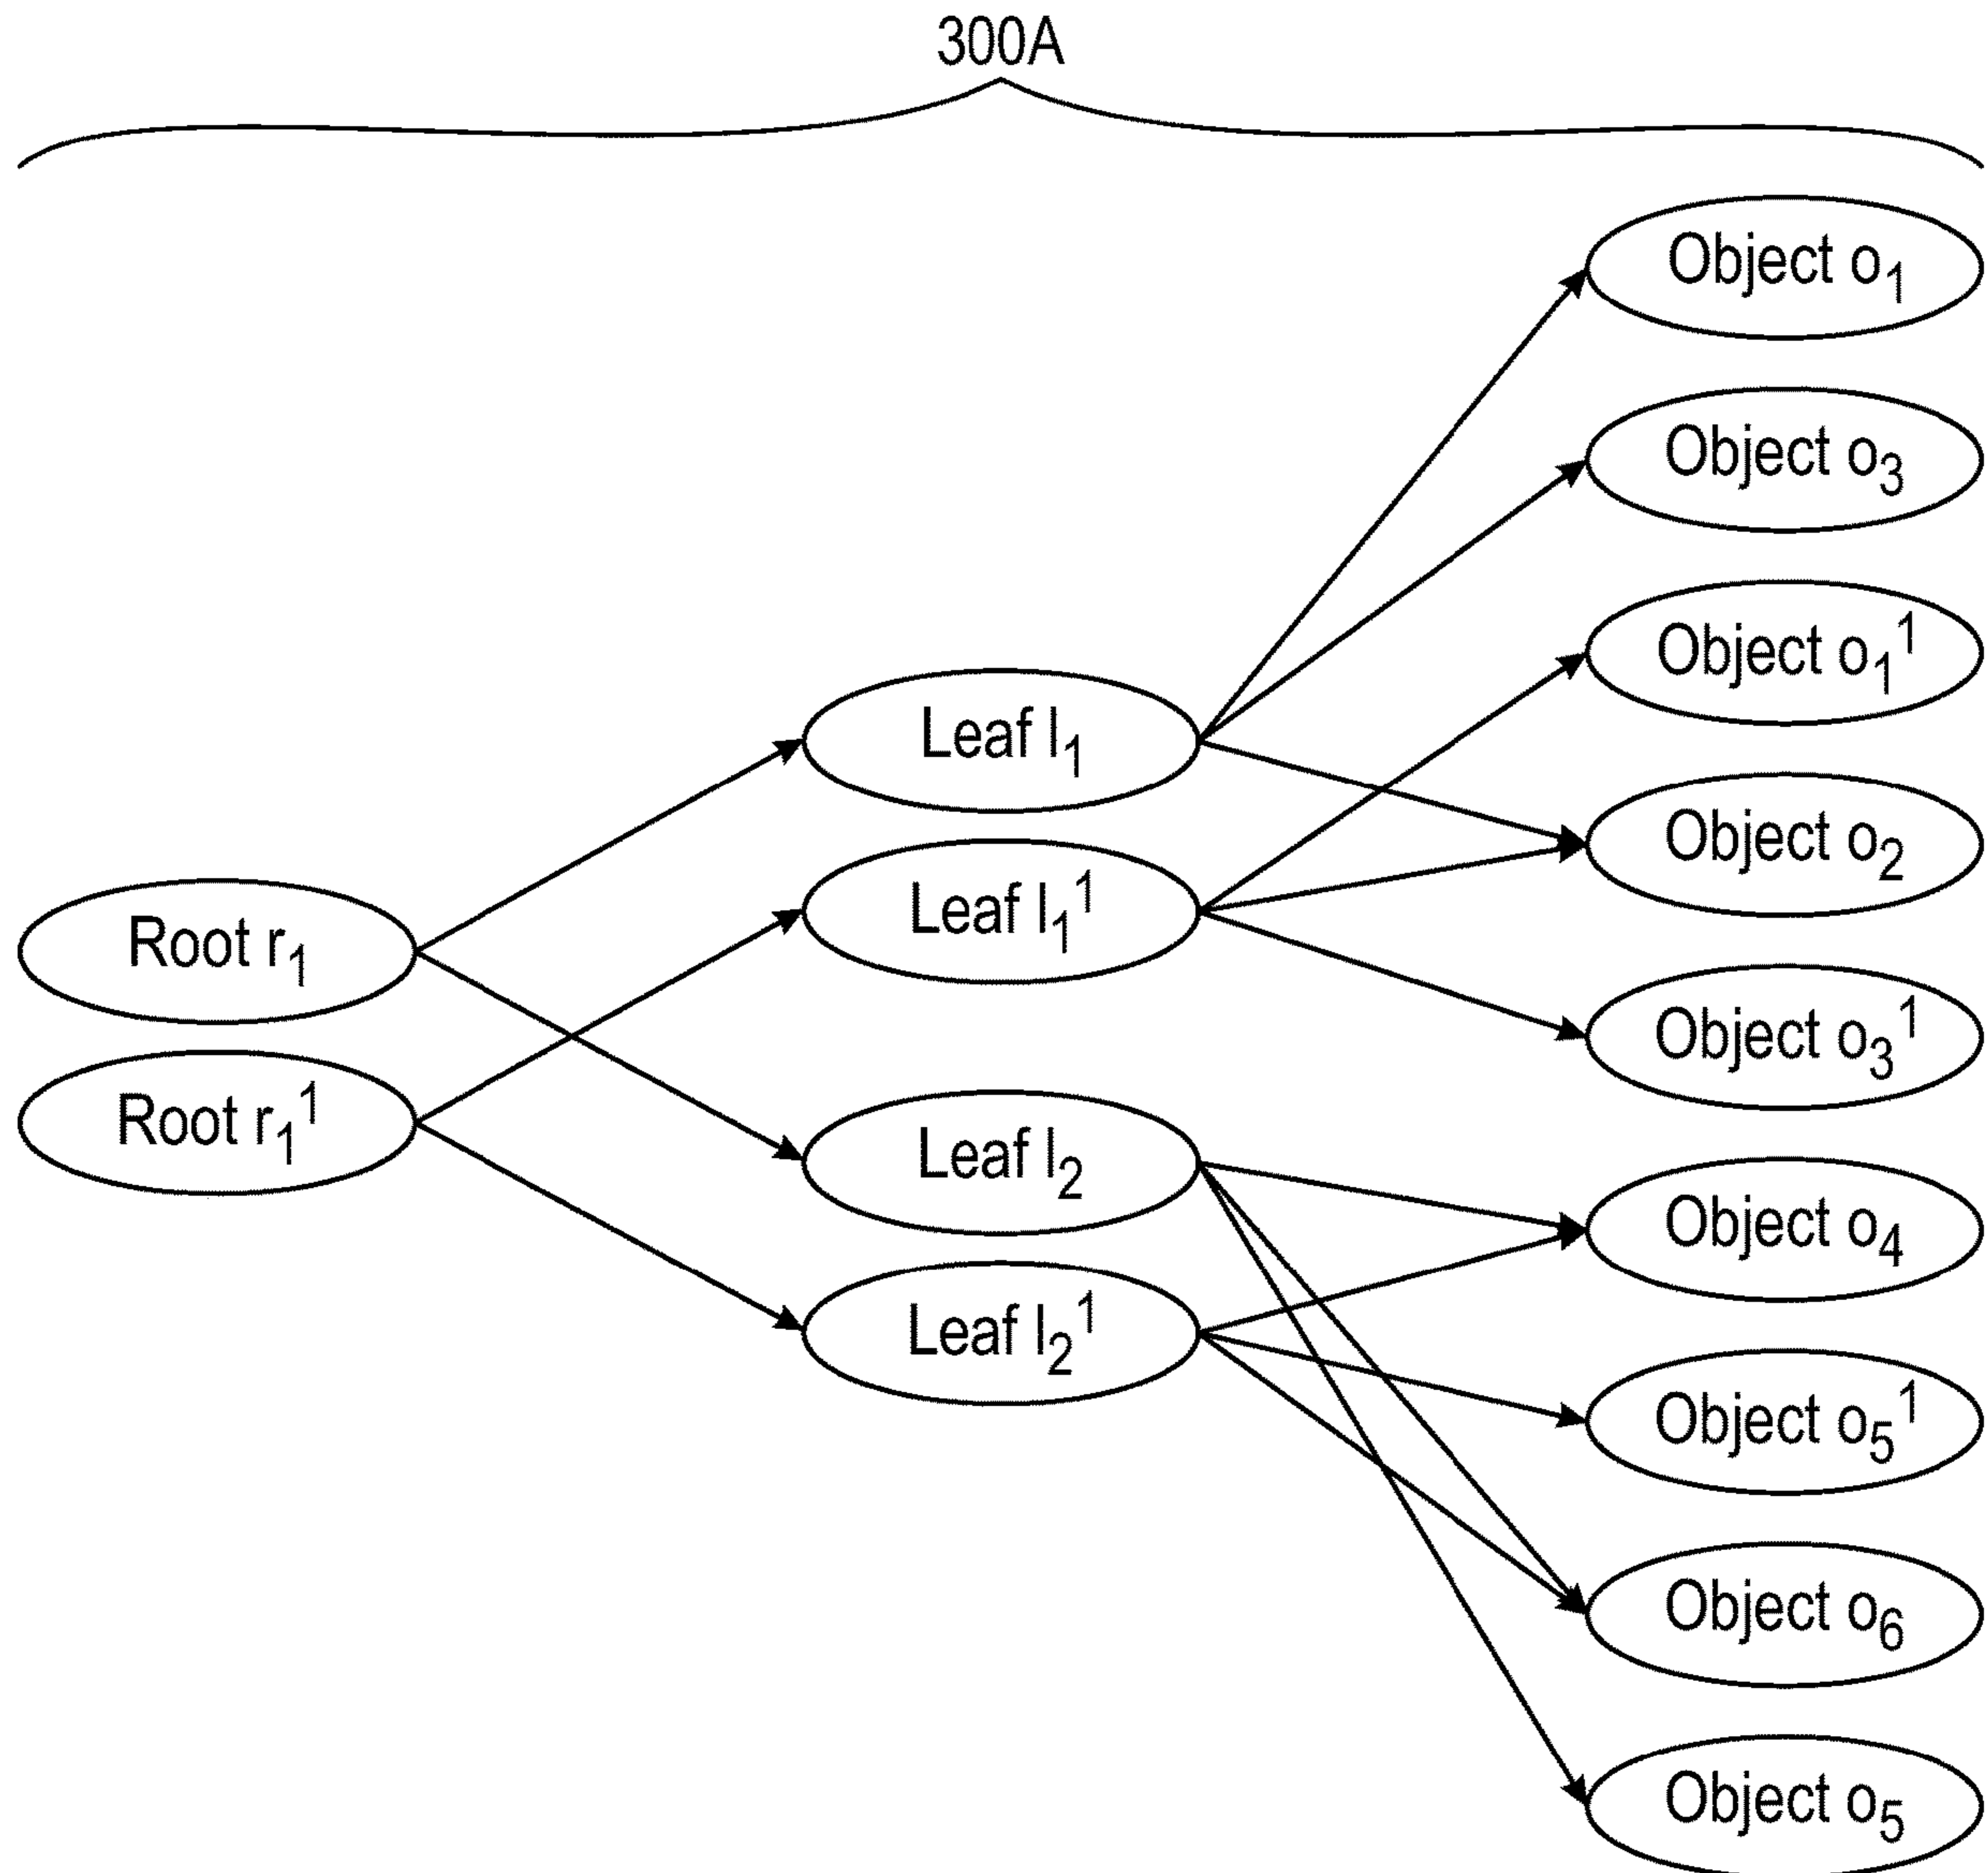 300A
Root r₁
Root r₁¹
Leaf l₁
Leaf l₁¹
Leaf l₂
Leaf l₂¹
Object o₁
Object o₃
Object o₁¹
Object o₂
Object o₃¹
Object o₄
Object o₅¹
Object o₆
Object o₅